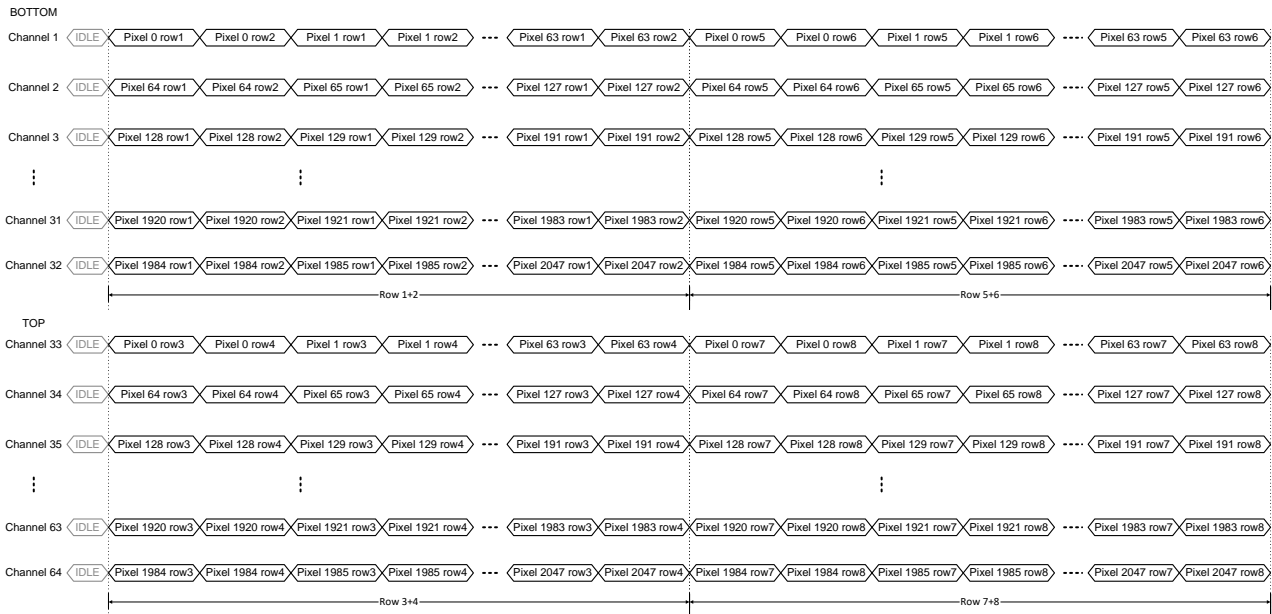 BOTTOM
Channel 1 IDLE Pixel 0 row1 Pixel 0 row2 Pixel 1 row1 Pixel 1 row2 Pixel 63 row1 Pixel 63 row2 Pixel 0 row5 Pixel 0 row6 Pixel 1 row5 Pixel 1 row6 Pixel 63 row5 Pixel 63 row6
Channel 2 IDLE Pixel 64 row1 Pixel 64 row2 Pixel 65 row1 Pixel 65 row2 Pixel 127 row1 Pixel 127 row2 Pixel 64 row5 Pixel 64 row6 Pixel 65 row5 Pixel 65 row6 Pixel 127 row5 Pixel 127 row6
Channel 3 IDLE Pixel 128 row1 Pixel 128 row2 Pixel 129 row1 Pixel 129 row2 Pixel 191 row1 Pixel 191 row2 Pixel 128 row5 Pixel 128 row6 Pixel 129 row5 Pixel 129 row6 Pixel 191 row5 Pixel 191 row6
Channel 31 IDLE Pixel 1920 row1 Pixel 1920 row2 Pixel 1921 row1 Pixel 1921 row2 Pixel 1983 row1 Pixel 1983 row2 Pixel 1920 row5 Pixel 1920 row6 Pixel 1921 row5 Pixel 1921 row6 Pixel 1983 row5 Pixel 1983 row6
Channel 32 IDLE Pixel 1984 row1 Pixel 1984 row2 Pixel 1985 row1 Pixel 1985 row2 Pixel 2047 row1 Pixel 2047 row2 Pixel 1984 row5 Pixel 1984 row6 Pixel 1985 row5 Pixel 1985 row6 Pixel 2047 row5 Pixel 2047 row6
Row 1+2 Row 5+6
TOP
Channel 33 IDLE Pixel 0 row3 Pixel 0 row4 Pixel 1 row3 Pixel 1 row4 Pixel 63 row3 Pixel 63 row4 Pixel 0 row7 Pixel 0 row8 Pixel 1 row7 Pixel 1 row8 Pixel 63 row7 Pixel 63 row8
Channel 34 IDLE Pixel 64 row3 Pixel 64 row4 Pixel 65 row3 Pixel 65 row4 Pixel 127 row3 Pixel 127 row4 Pixel 64 row7 Pixel 64 row8 Pixel 65 row7 Pixel 65 row8 Pixel 127 row7 Pixel 127 row8
Channel 35 IDLE Pixel 128 row3 Pixel 128 row4 Pixel 129 row3 Pixel 129 row4 Pixel 191 row3 Pixel 191 row4 Pixel 128 row7 Pixel 128 row8 Pixel 129 row7 Pixel 129 row8 Pixel 191 row7 Pixel 191 row8
Channel 63 IDLE Pixel 1920 row3 Pixel 1920 row4 Pixel 1921 row3 Pixel 1921 row4 Pixel 1983 row3 Pixel 1983 row4 Pixel 1920 row7 Pixel 1920 row8 Pixel 1921 row7 Pixel 1921 row8 Pixel 1983 row7 Pixel 1983 row8
Channel 64 IDLE Pixel 1984 row3 Pixel 1984 row4 Pixel 1985 row3 Pixel 1985 row4 Pixel 2047 row3 Pixel 2047 row4 Pixel 1984 row7 Pixel 1984 row8 Pixel 1985 row7 Pixel 1985 row8 Pixel 2047 row7 Pixel 2047 row8
Row 3+4 Row 7+8